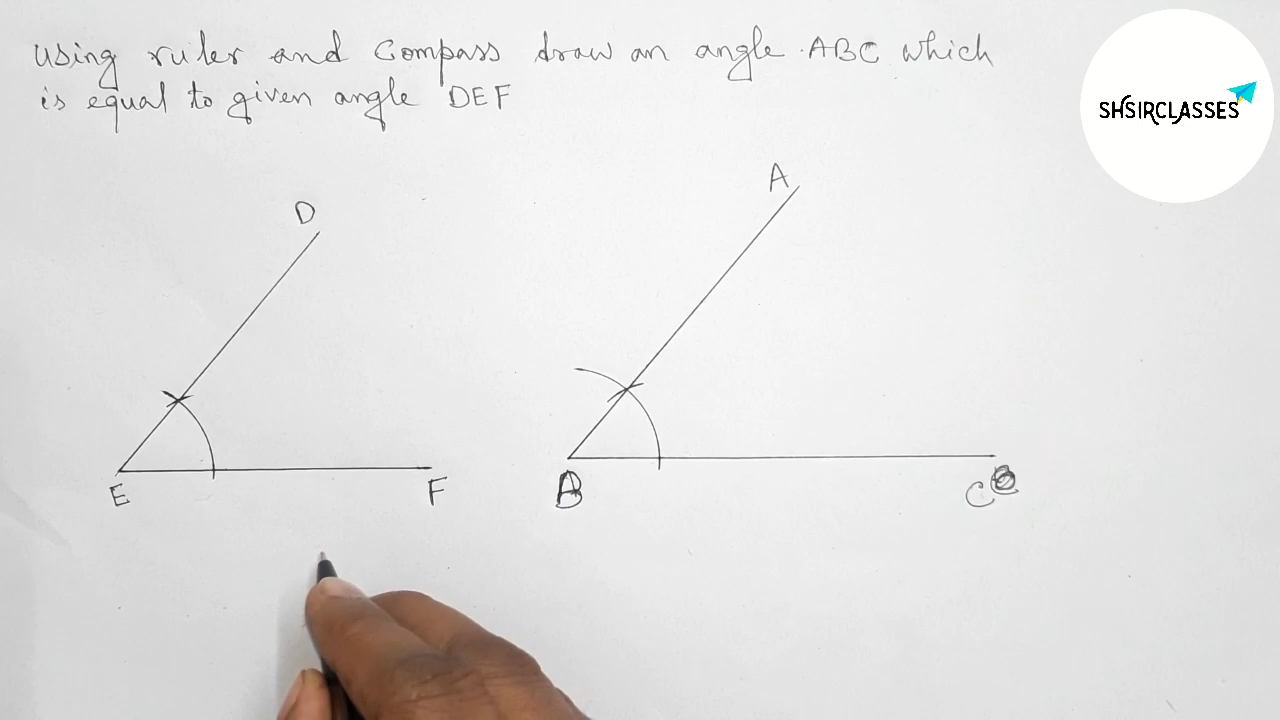 using ruler and Compass draw an angle ABC which
is equal to given angle DEF
SHSIRCLASSES
A
D
E
F
B
C